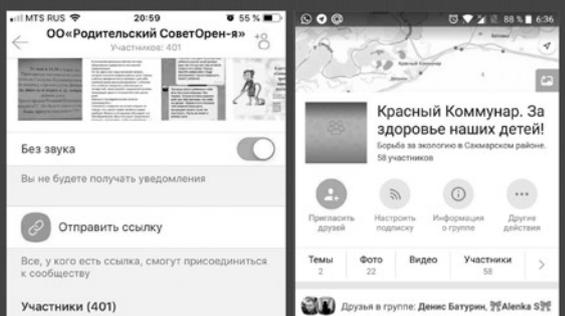 MTS RUS 20:59 55 %
ОО«Родительский СоветОрен-я»
Участников: 401
Без звука
Вы не будете получать уведомления
Отправить ссылку
Все, у кого есть ссылка, смогут присоединиться
к сообществу
Участники (401)
88 % 6:36
Красный Коммунар
Красный Коммунар. За
здоровье наших детей!
Борьба за экологию в Сакмарском районе.
58 участников
Пригласить
друзей
Настроить
подписку
Информация
о группе
Другие
действия
Темы
2
Фото
22
Видео
Участники
58
Друзья в группе: Денис Батурин, Alenka S